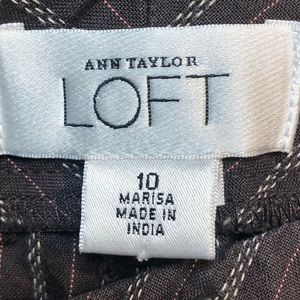 ANN TAYLOR
LOFT
10
MARISA
MADE IN
INDIA